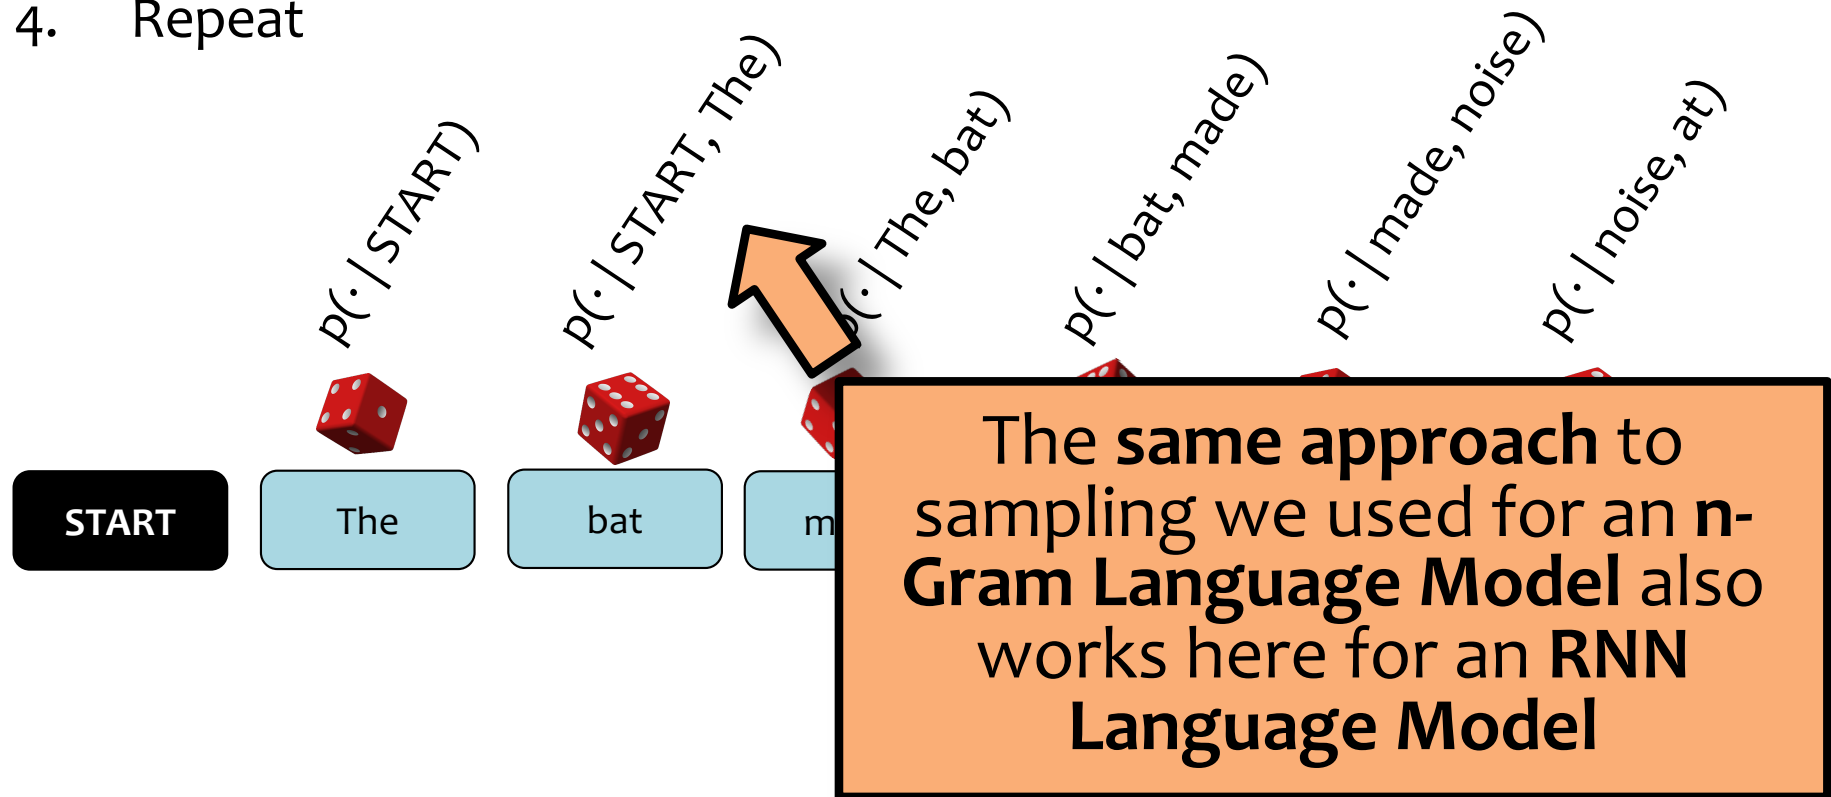 4. Repeat
p(· | START)
p(· | START, The)
p(· | The, bat)
p(· | bat, made)
p(· | made, noise)
p(· | noise, at)
START
The
bat
m
The same approach to
sampling we used for an n-
Gram Language Model also
works here for an RNN
Language Model